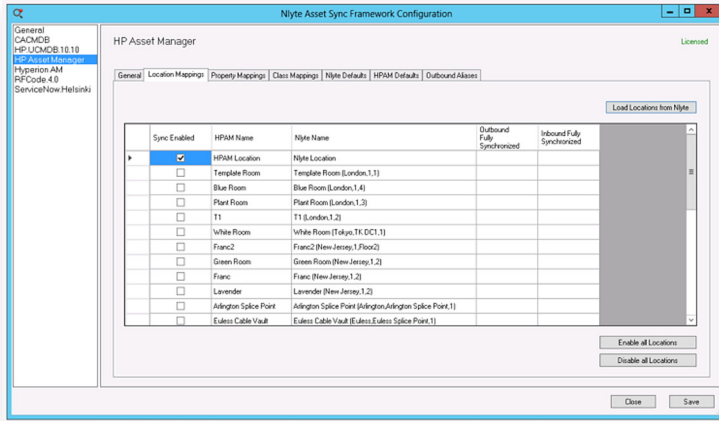 Nlyte Asset Sync Framework Configuration
General
CACMDB
HP.UCMDB.10.10
HP Asset Manager
Hyperion AM
RFCode.4.0
ServiceNow.Helsinki
HP Asset Manager
Licensed
General Location Mappings Property Mappings Class Mappings Nlyte Defaults HPAM Defaults Outbound Aliases
Load Locations from Nlyte
Sync Enabled HPAM Name Nlyte Name Outbound Fully Synchronized Inbound Fully Synchronized
HPAM Location Nlyte Location
Template Room Template Room (London,1,1)
Blue Room Blue Room (London,1,4)
Plant Room Plant Room (London,1,3)
T1 T1 (London,1,2)
White Room White Room (Tokyo,TK DC1,1)
Franc2 Franc2 (New Jersey,1,Floor2)
Green Room Green Room (New Jersey,1,2)
Franc Franc (New Jersey,1,2)
Lavender Lavender (New Jersey,1,2)
Arlington Splice Point Arlington Splice Point (Arlington,Arlington Splice Point,1)
Euless Cable Vault Euless Cable Vault (Euless,Euless Splice Point,1)
Enable all Locations
Disable all Locations
Close Save